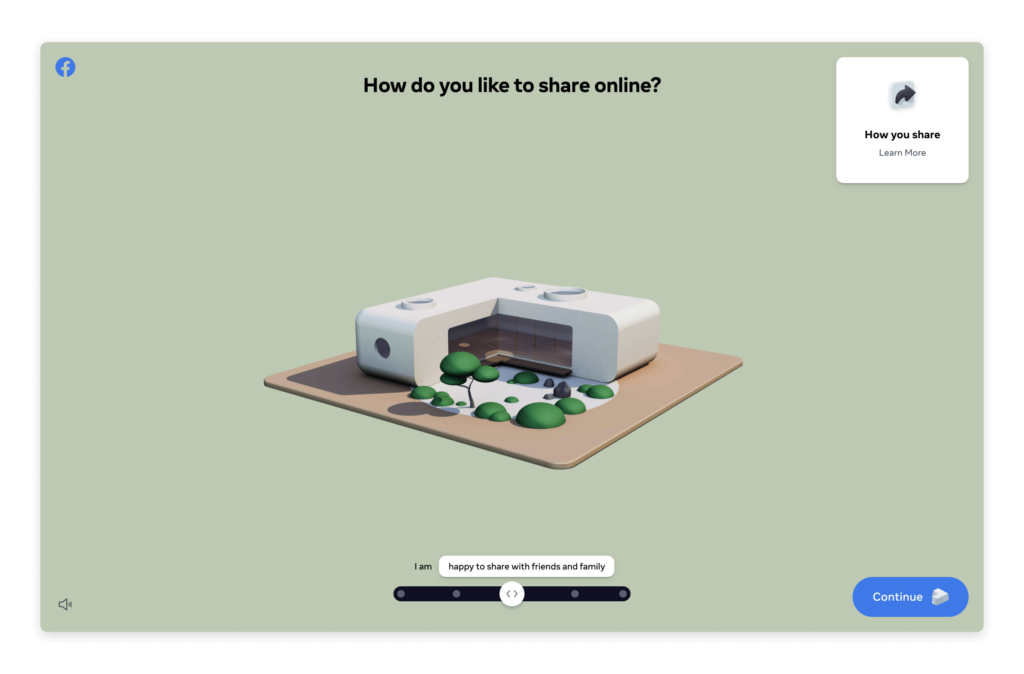 How do you like to share online?
How you share
Learn More
I am happy to share with friends and family
Continue